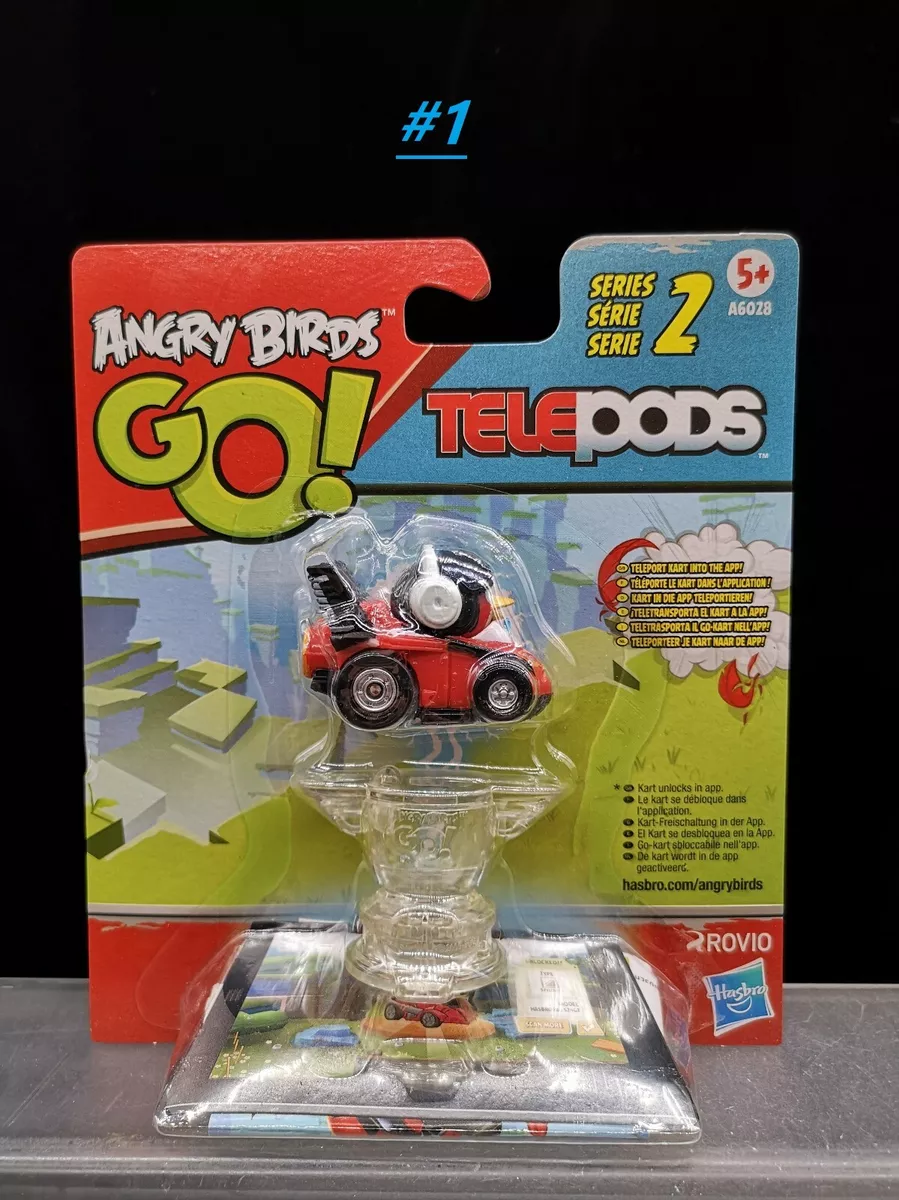 #1
ANGRY BIRDS™
GO!
SERIES
SÉRIE
SERIE
2
5+
A6028
TELEPODS™
TELEPORT KART INTO THE APP!
TÉLÉPORTE LE KART DANS L'APPLICATION!
KART IN DIE APP TELEPORTIEREN!
¡TELETRANSPORTA EL KART A LA APP!
TELETRASPORTA IL GO-KART NELL'APP!
TELEPORTEER JE KART NAAR DE APP!
* Kart unlocks in app.
Le kart se débloque dans
l'application.
Kart-Freischaltung in der App.
El Kart se desbloquea en la App.
Go-kart sbloccabile nell'app.
De kart wordt in de app
geactiveerd.
hasbro.com/angrybirds
ROVIO
Hasbro